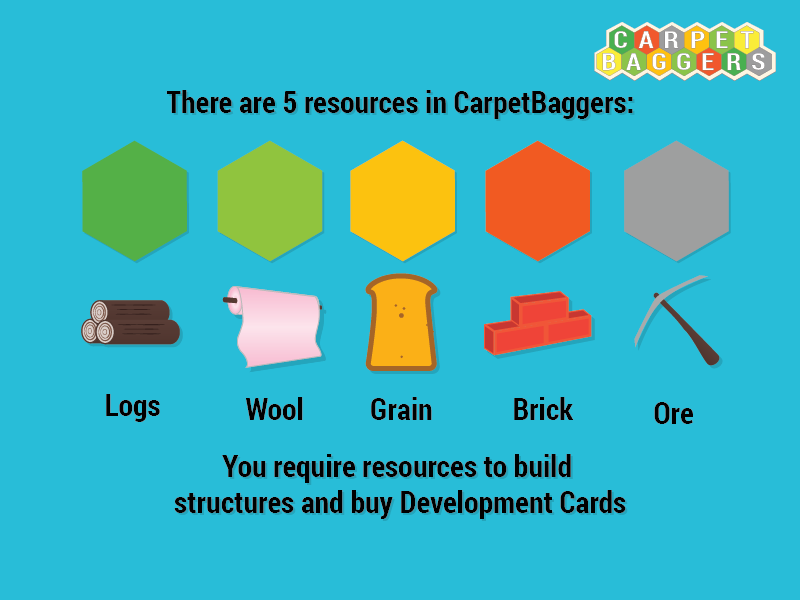 CARPET
BAGGERS
There are 5 resources in CarpetBaggers:
Logs
Wool
Grain
Brick
Ore
You require resources to build
structures and buy Development Cards